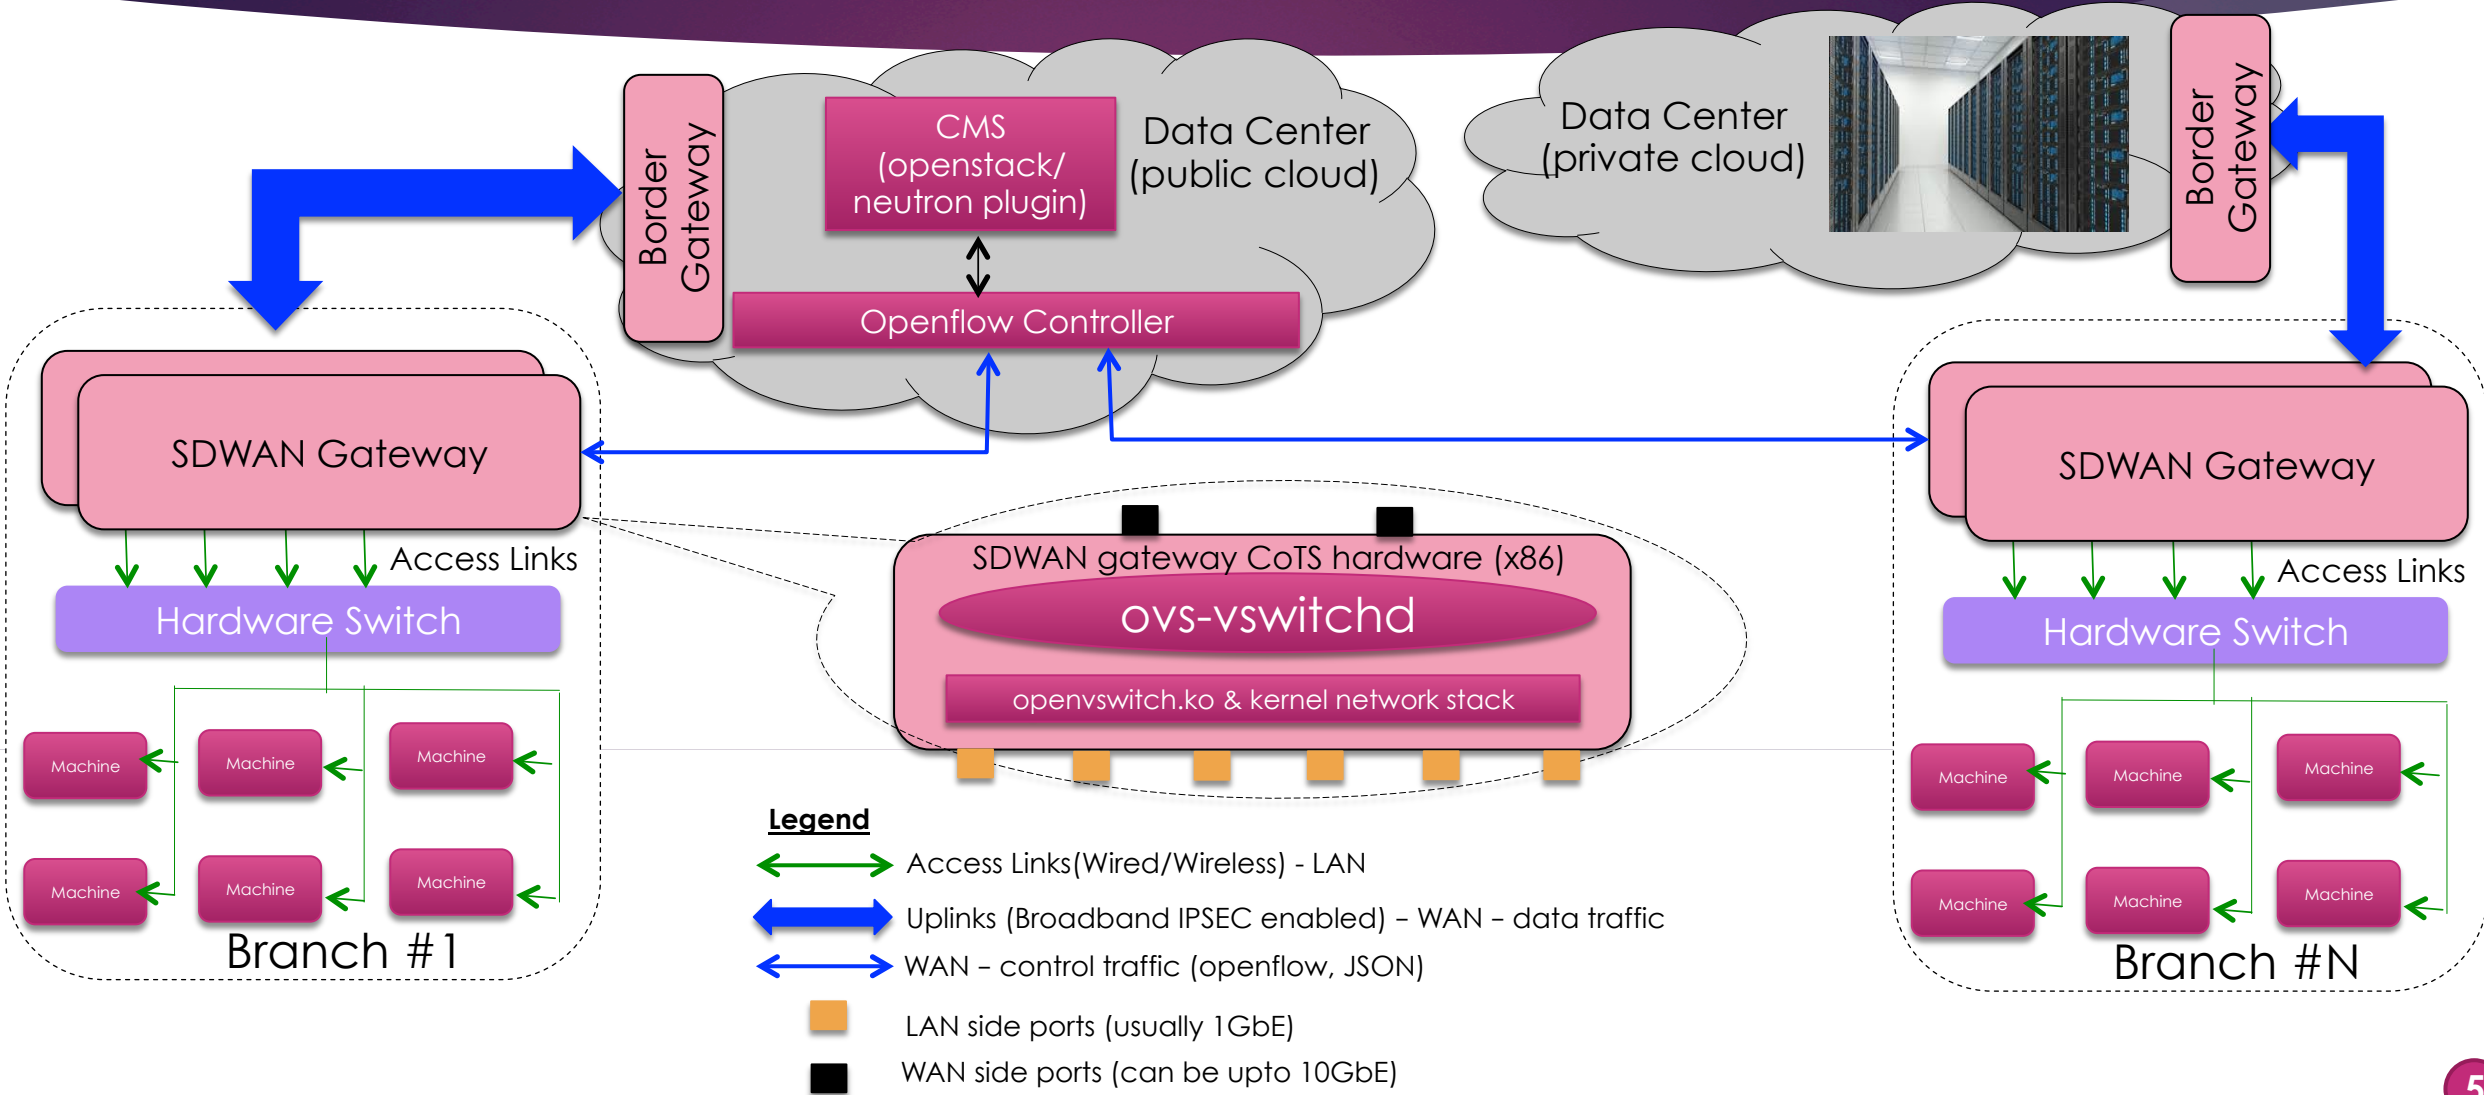 Border
Gateway
CMS
(openstack/
neutron plugin)
Data Center
(public cloud)
Openflow Controller
Data Center
(private cloud)
Border
Gateway
SDWAN Gateway
Access Links
Hardware Switch
Machine
Machine
Machine
Machine
Machine
Machine
Branch #1
SDWAN gateway CoTS hardware (x86)
ovs-vswitchd
openvswitch.ko & kernel network stack
SDWAN Gateway
Access Links
Hardware Switch
Machine
Machine
Machine
Machine
Machine
Machine
Branch #N
Legend
Access Links(Wired/Wireless) - LAN
Uplinks (Broadband IPSEC enabled) – WAN – data traffic
WAN – control traffic (openflow, JSON)
LAN side ports (usually 1GbE)
WAN side ports (can be upto 10GbE)
5